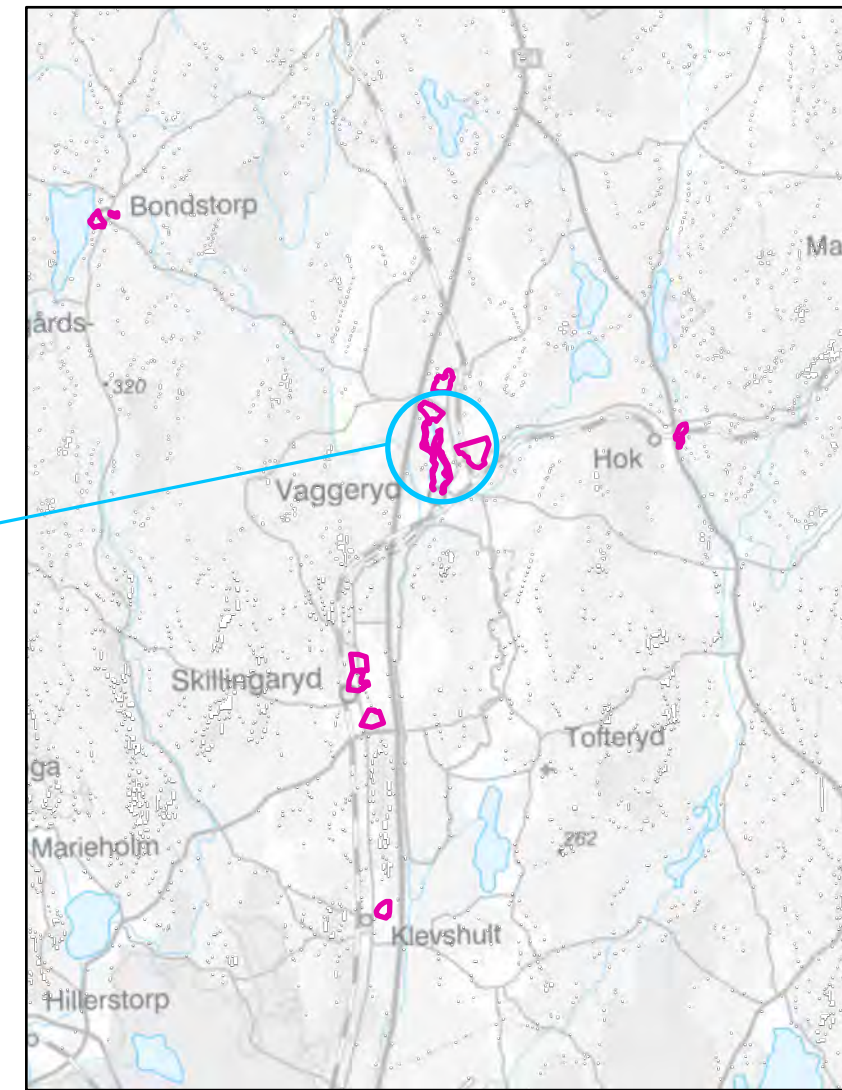 Bondstorp
Ma
gårds-
320
Hok
Vaggeryd
Skillingaryd
Tofteryd
ga
262
Marieholm
Klevshult
Hillerstorp